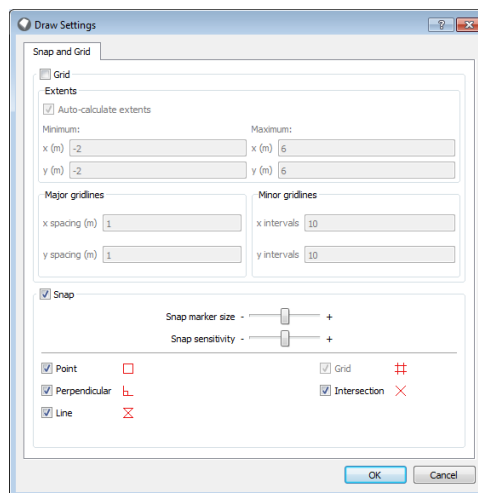 Draw Settings
Snap and Grid
Grid
Extents
Auto-calculate extents
Minimum: Maximum:
x (m) -2 x (m) 6
y (m) -2 y (m) 6
Major gridlines Minor gridlines
x spacing (m) 1 x intervals 10
y spacing (m) 1 y intervals 10
Snap
Snap marker size - +
Snap sensitivity - +
Point Grid
Perpendicular Intersection
Line
OK Cancel